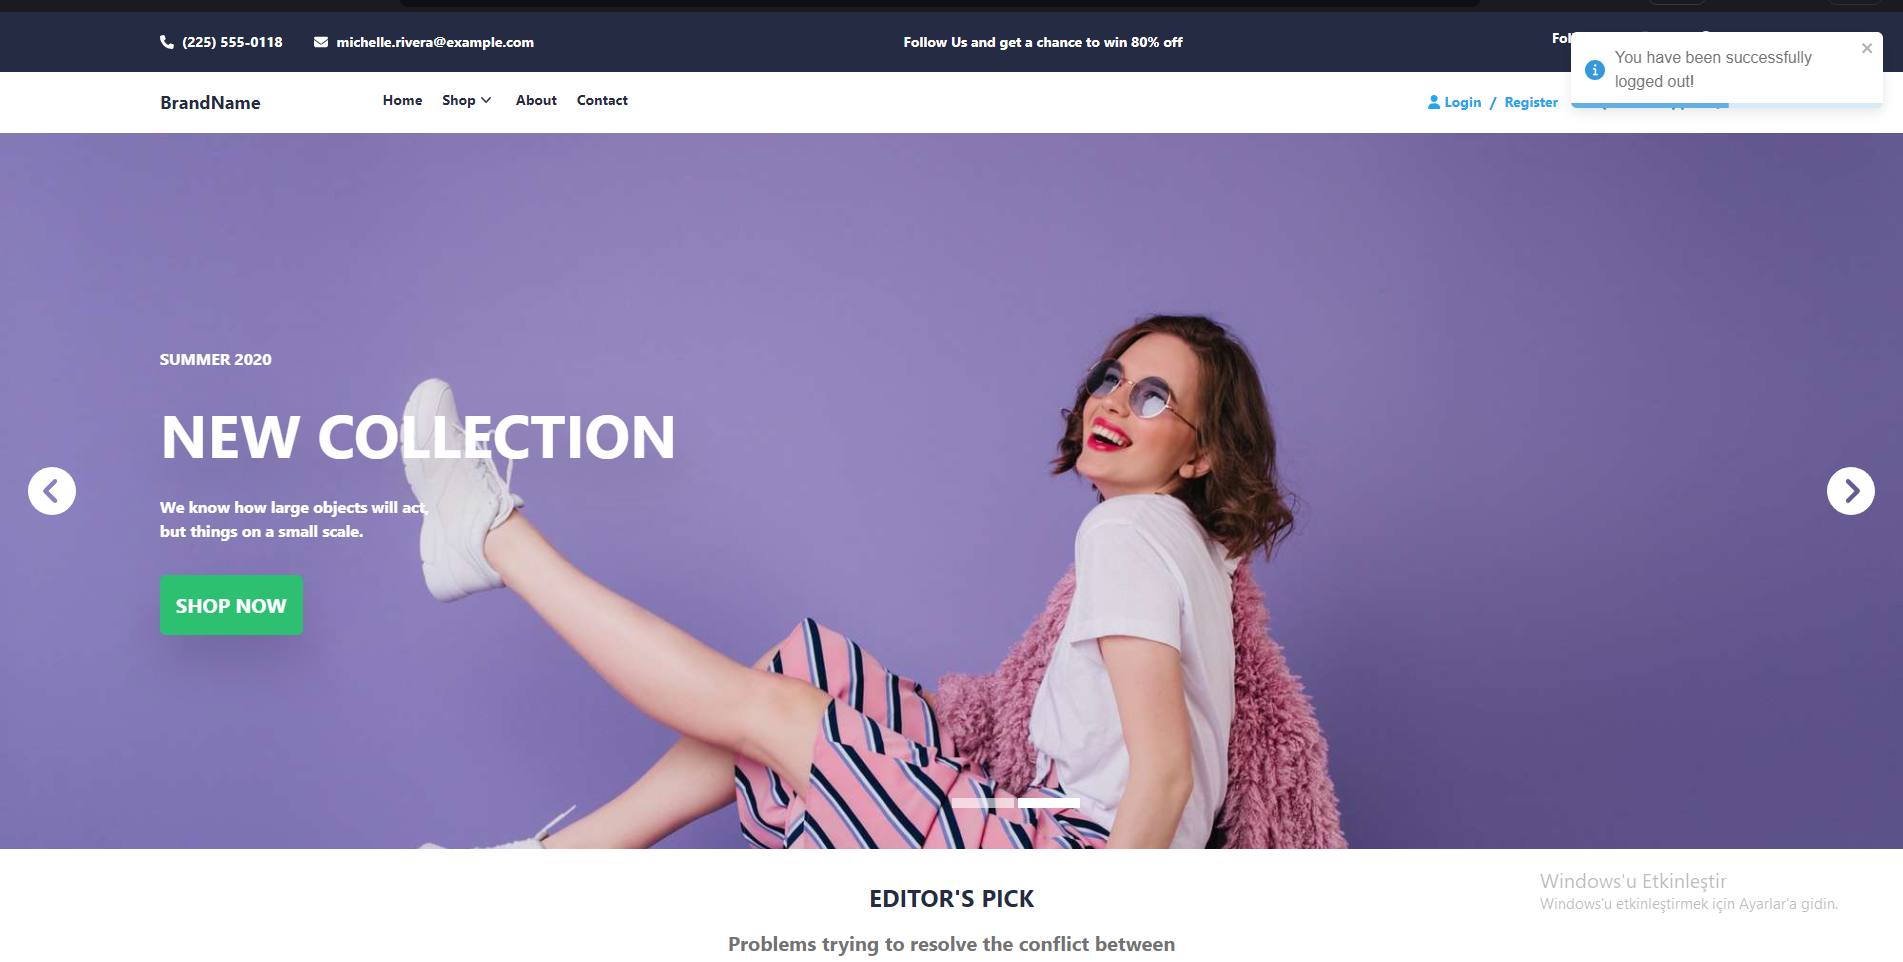 (225) 555-0118
michelle.rivera@example.com
Follow Us and get a chance to win 80% off
You have been successfully
logged out!
BrandName
Home
Shop
About
Contact
Login / Register
SUMMER 2020
NEW COLLECTION
We know how large objects will act,
but things on a small scale.
SHOP NOW
EDITOR'S PICK
Problems trying to resolve the conflict between
Windows'u Etkinleştir
Windows'u etkinleştirmek için Ayarlar'a gidin.